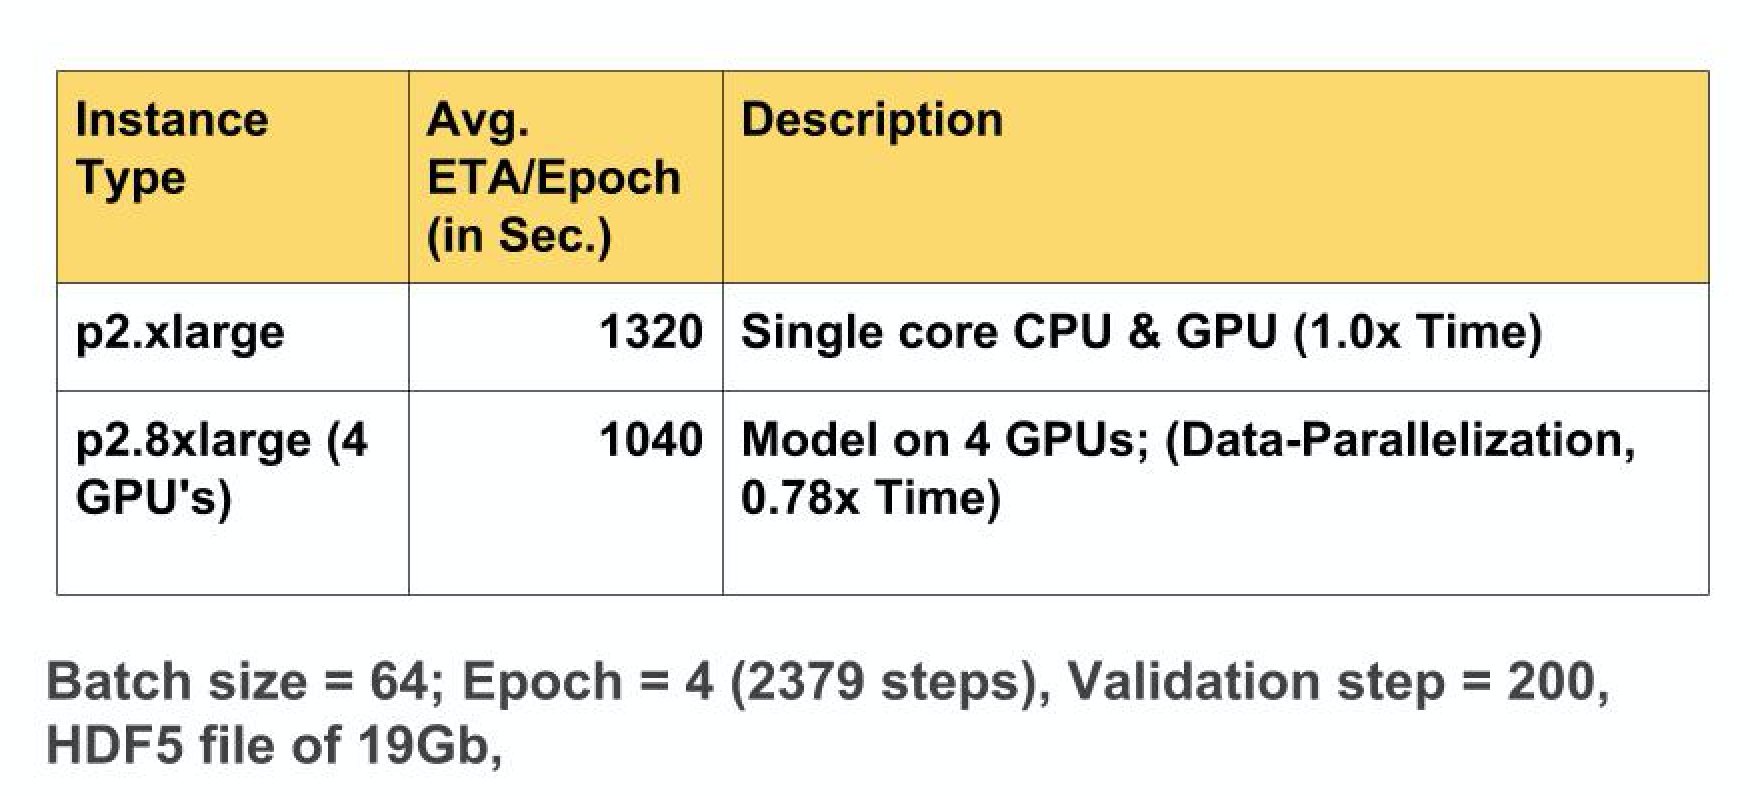 Instance
Type
Avg.
ETA/Epoch
(in Sec.)
Description
p2.xlarge
1320
Single core CPU & GPU (1.0x Time)
p2.8xlarge (4
GPU's)
1040
Model on 4 GPUs; (Data-Parallelization,
0.78x Time)
Batch size = 64; Epoch = 4 (2379 steps), Validation step = 200,
HDF5 file of 19Gb,